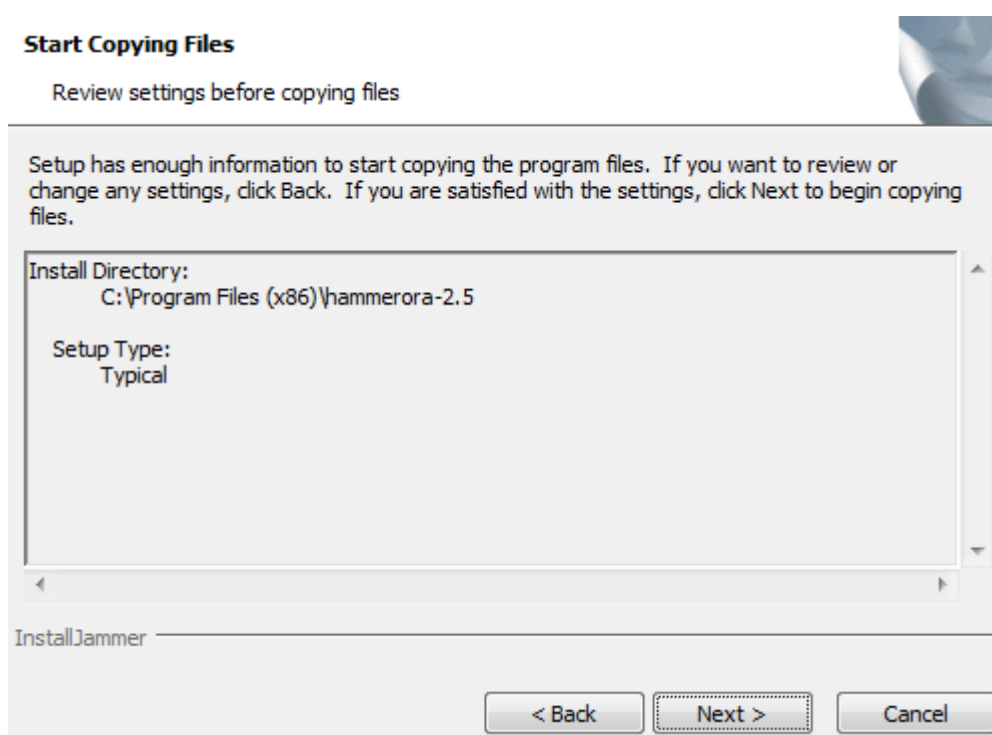 Start Copying Files
Review settings before copying files
Setup has enough information to start copying the program files.  If you want to review or
change any settings, click Back.  If you are satisfied with the settings, click Next to begin copying
files.
Install Directory:
C:\Program Files (x86)\hammerora-2.5
Setup Type:
Typical
InstallJammer
< Back
Next >
Cancel